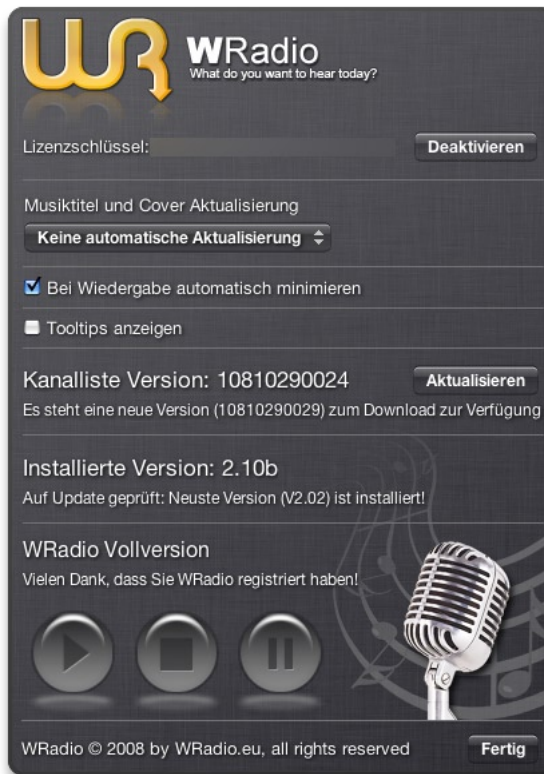 WR
WRadio
What do you want to hear today?
Lizenzschlüssel:
Deaktivieren
Musiktitel und Cover Aktualisierung
Keine automatische Aktualisierung
Bei Wiedergabe automatisch minimieren
Tooltips anzeigen
Kanalliste Version: 10810290024
Aktualisieren
Es steht eine neue Version (10810290029) zum Download zur Verfügung
Installierte Version: 2.10b
Auf Update geprüft: Neuste Version (V2.02) ist installiert!
WRadio Vollversion
Vielen Dank, dass Sie WRadio registriert haben!
WRadio © 2008 by WRadio.eu, all rights reserved
Fertig